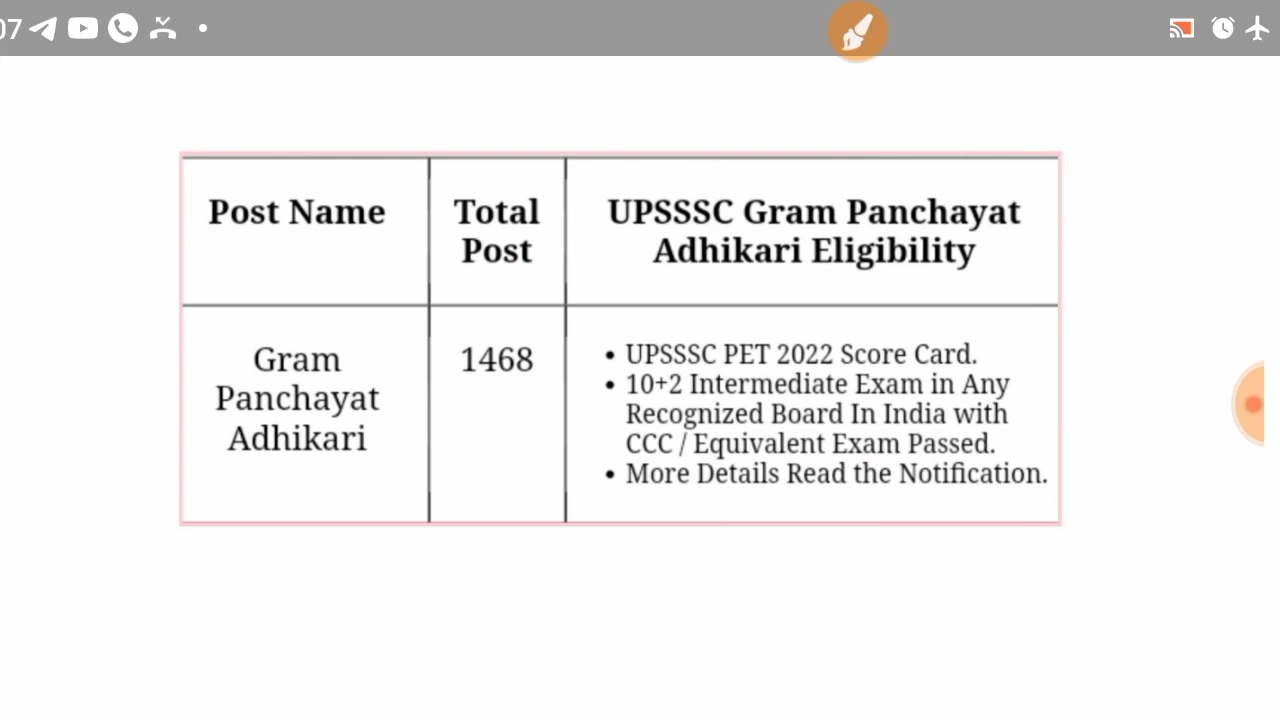 07
Post Name
Total
Post
UPSSSC Gram Panchayat
Adhikari Eligibility
Gram
Panchayat
Adhikari
1468
• UPSSSC PET 2022 Score Card.
• 10+2 Intermediate Exam in Any
Recognized Board In India with
CCC / Equivalent Exam Passed.
• More Details Read the Notification.